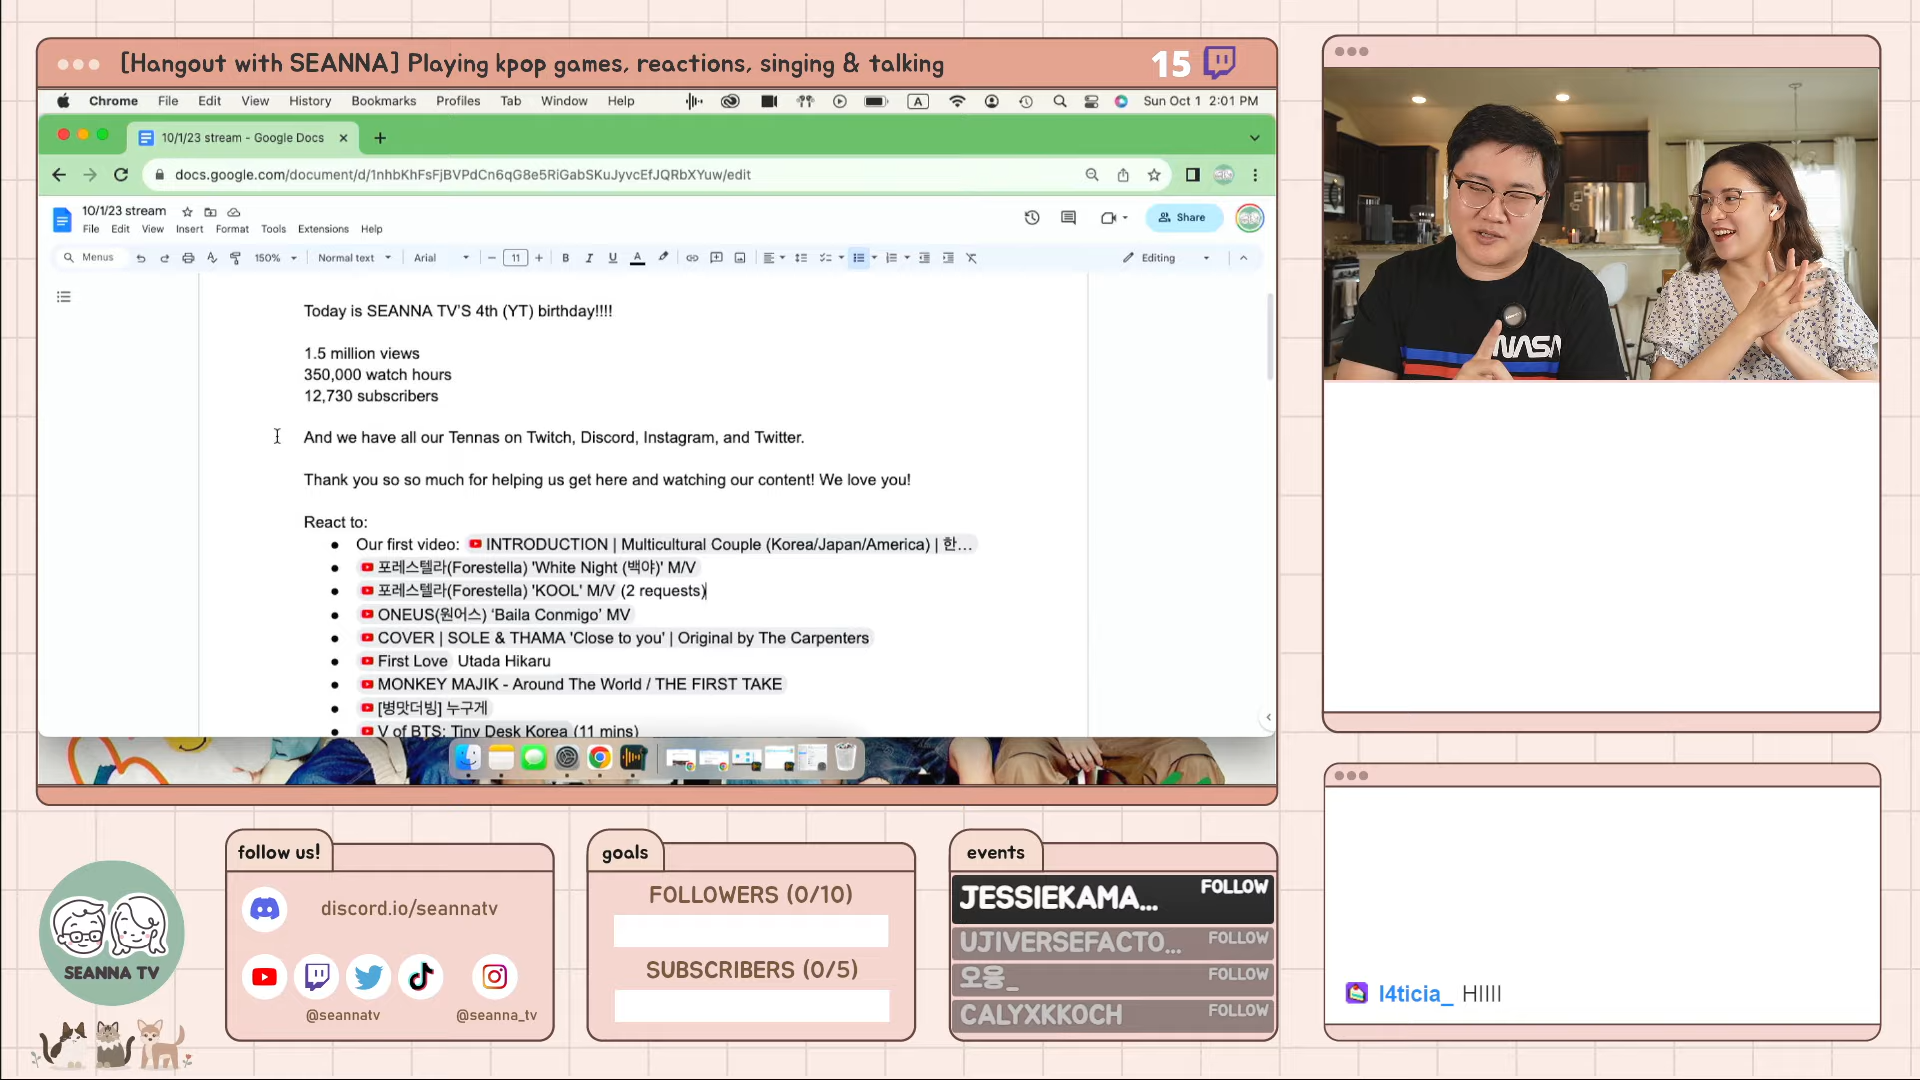 [Hangout with SEANNA] Playing kpop games, reactions, singing & talking
15
Chrome File Edit View History Bookmarks Profiles Tab Window Help
A
Sun Oct 1 2:01 PM
10/1/23 stream - Google Docs
docs.google.com/document/d/1nhbKhFsFjBVPdCn6qG8e5RiGabSKuJyvcEfJQRbXYuw/edit
10/1/23 stream
File Edit View Insert Format Tools Extensions Help
Share
Menus 150% Normal text Arial 11 B I U A Editing
Today is SEANNA TV'S 4th (YT) birthday!!!!
1.5 million views
350,000 watch hours
12,730 subscribers
And we have all our Tennas on Twitch, Discord, Instagram, and Twitter.
Thank you so so much for helping us get here and watching our content! We love you!
React to:
● Our first video: INTRODUCTION | Multicultural Couple (Korea/Japan/America) | 한...
● 포레스텔라(Forestella) 'White Night (백야)' M/V
● 포레스텔라(Forestella) 'KOOL' M/V (2 requests)
● ONEUS(원어스) ‘Baila Conmigo’ MV
● COVER | SOLE & THAMA 'Close to you' | Original by The Carpenters
● First Love Utada Hikaru
● MONKEY MAJIK - Around The World / THE FIRST TAKE
● [병맛더빙] 누구게
● V of BTS: Tiny Desk Korea (11 mins)
NASA
follow us!
discord.io/seannatv
@seannatv
@seanna_tv
SEANNA TV
goals
FOLLOWERS (0/10)
SUBSCRIBERS (0/5)
events
JESSIEKAMA... FOLLOW
UJIVERSEFACTO... FOLLOW
오웅_ FOLLOW
CALYXKKOCH FOLLOW
l4ticia_ HIIII